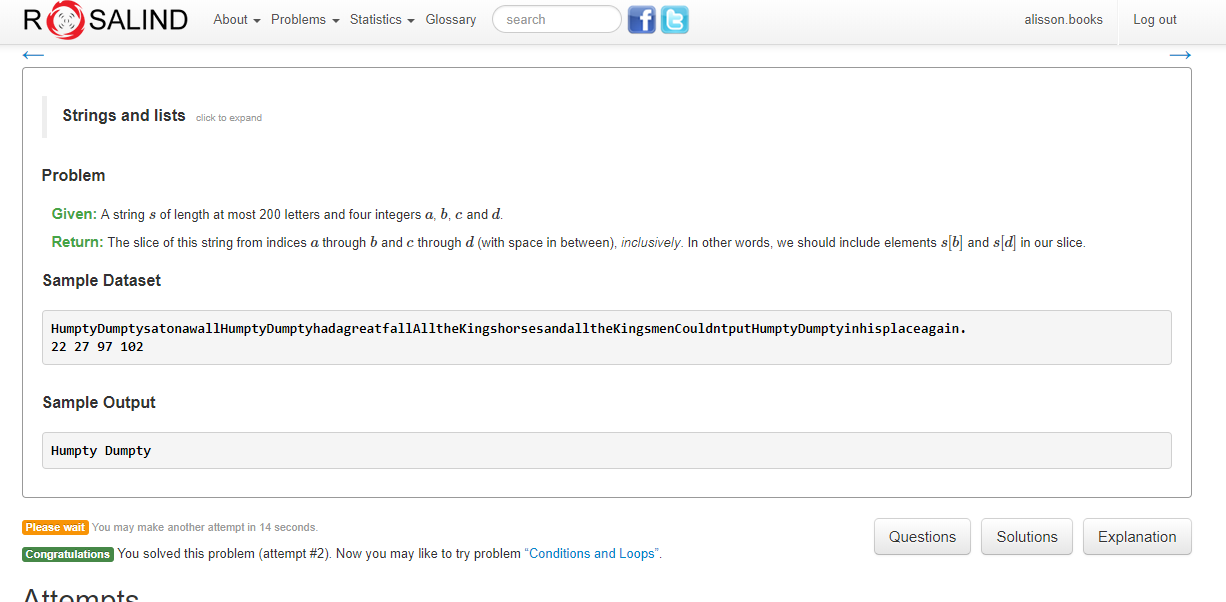 ROSALIND About Problems Statistics Glossary search alisson.books Log out
← →
Strings and lists click to expand
Problem
Given: A string s of length at most 200 letters and four integers a, b, c and d.
Return: The slice of this string from indices a through b and c through d (with space in between), inclusively. In other words, we should include elements s[b] and s[d] in our slice.
Sample Dataset
HumptyDumptysatonawallHumptyDumptyhadagreatfallAlltheKingshorsesandalltheKingsmenCouldntputHumptyDumptyinhisplaceagain.
22 27 97 102
Sample Output
Humpty Dumpty
Please wait You may make another attempt in 14 seconds.
Questions Solutions Explanation
Congratulations You solved this problem (attempt #2). Now you may like to try problem “Conditions and Loops”.
Attempts